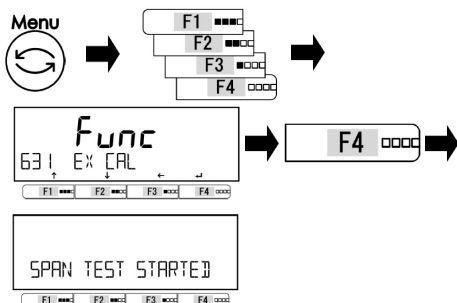 Menu
F1
F2
F3
F4
Func
631 EX CAL
↑ ↓ ← ↵
F1 F2 F3 F4
F4
SPAN TEST STARTED
F1 F2 F3 F4